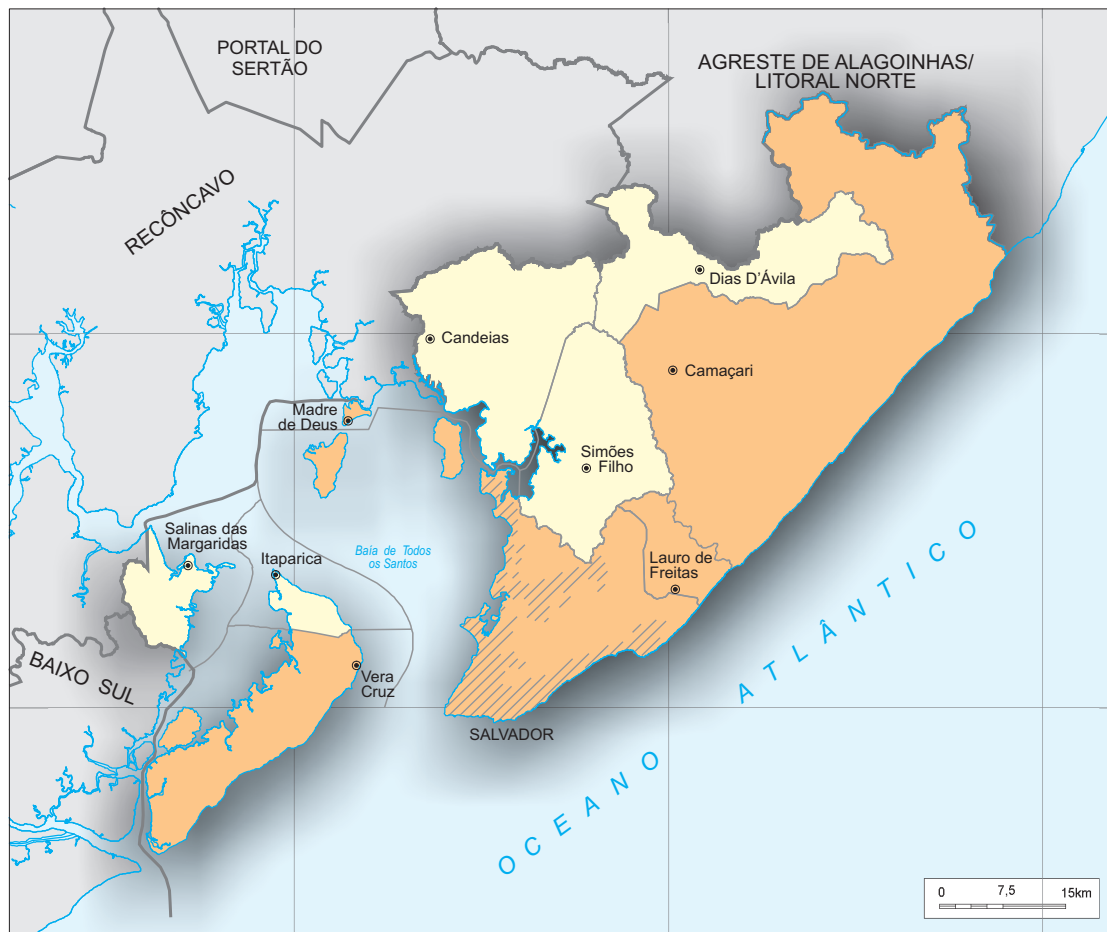 PORTAL DO
SERTÃO
AGRESTE DE ALAGOINHAS/
LITORAL NORTE
RECÔNCAVO
Dias D'Ávila
Candeias
Camaçari
Madre
de Deus
Simões
Filho
Salinas das
Margaridas
Itaparica
Baía de Todos
os Santos
Lauro de
Freitas
BAIXO SUL
Vera
Cruz
SALVADOR
OCEANO ATLÂNTICO
0 7,5 15km